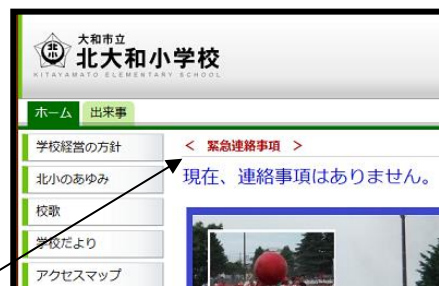 大和市立
北大和小学校
KITAYAMATO ELEMENTARY SCHOOL
ホーム 出来事
学校経営の方針
北小のあゆみ
校歌
学校だより
アクセスマップ
＜ 緊急連絡事項 ＞
現在、連絡事項はありません。